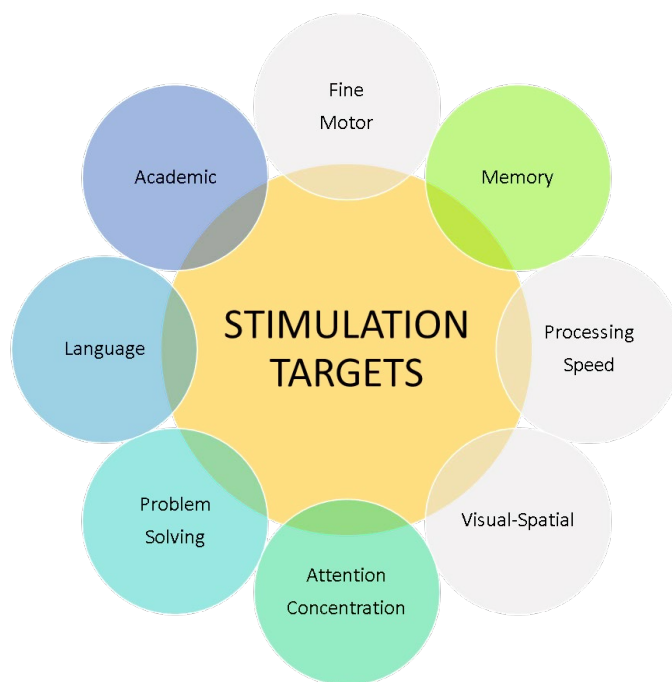 Fine
Motor
Academic
Memory
STIMULATION
TARGETS
Language
Processing
Speed
Problem
Solving
Visual-Spatial
Attention
Concentration